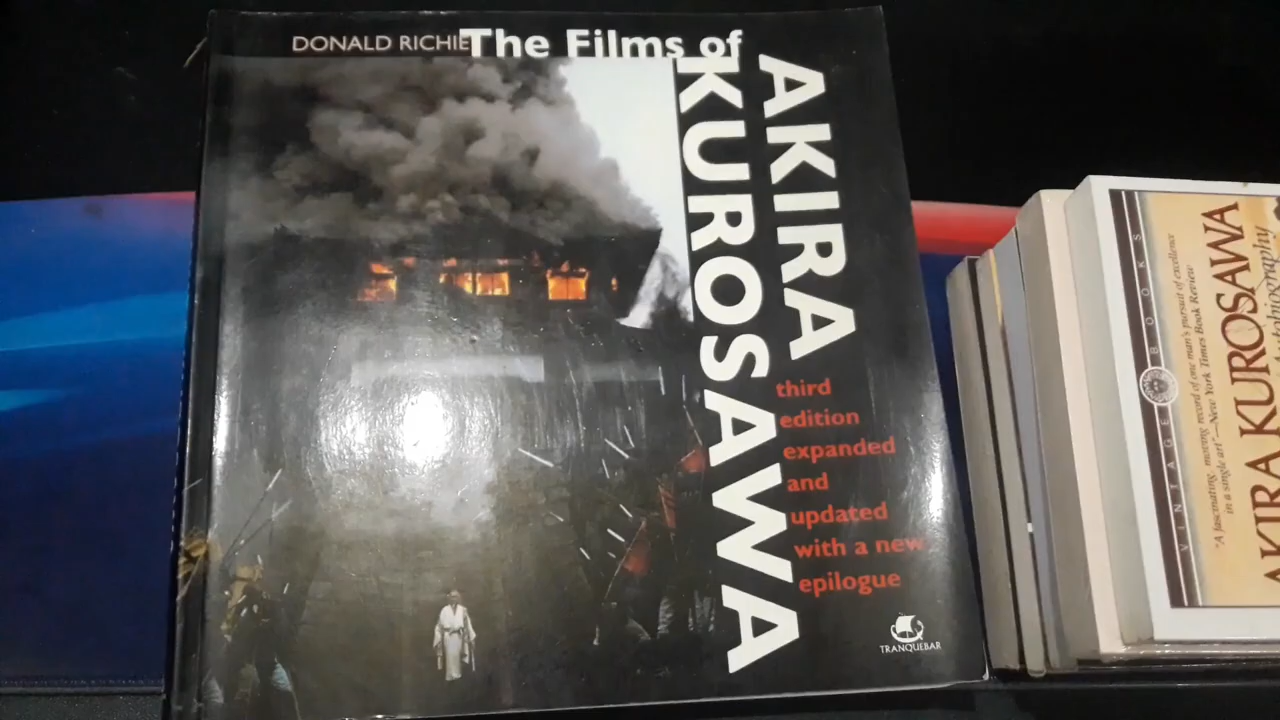 DONALD RICHIE
The Films of
AKIRA
KUROSAWA
third
edition
expanded
and
updated
with a new
epilogue
TRANQUEBAR
VINTAGE BOOKS
"A fascinating, moving record of one man's pursuit of excellence
in a single art"—New York Times Book Review
AKIRA KUROSAWA